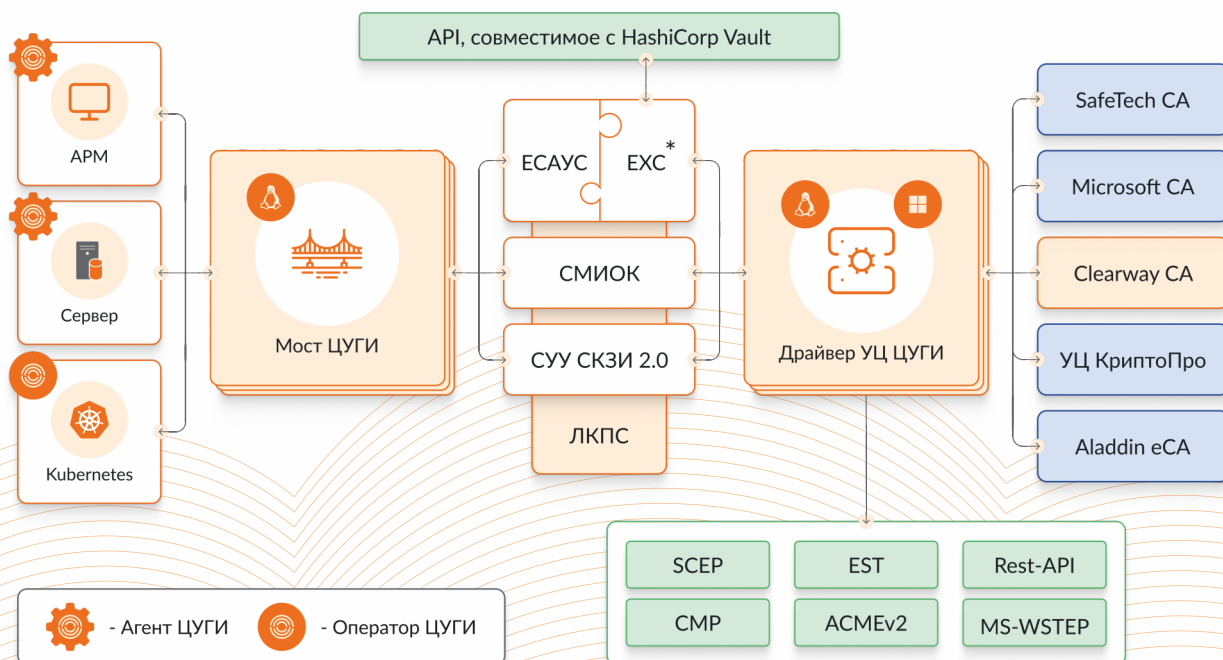 API, совместимое с HashiCorp Vault
АРМ
Сервер
Kubernetes
Мост ЦУГИ
ЕСАУС
ЕХС*
СМИОК
СУУ СКЗИ 2.0
ЛКПС
Драйвер УЦ ЦУГИ
SafeTech CA
Microsoft CA
Clearway CA
УЦ КриптоПро
Aladdin eCA
SCEP
EST
Rest-API
CMP
ACMEv2
MS-WSTEP
- Агент ЦУГИ
- Оператор ЦУГИ